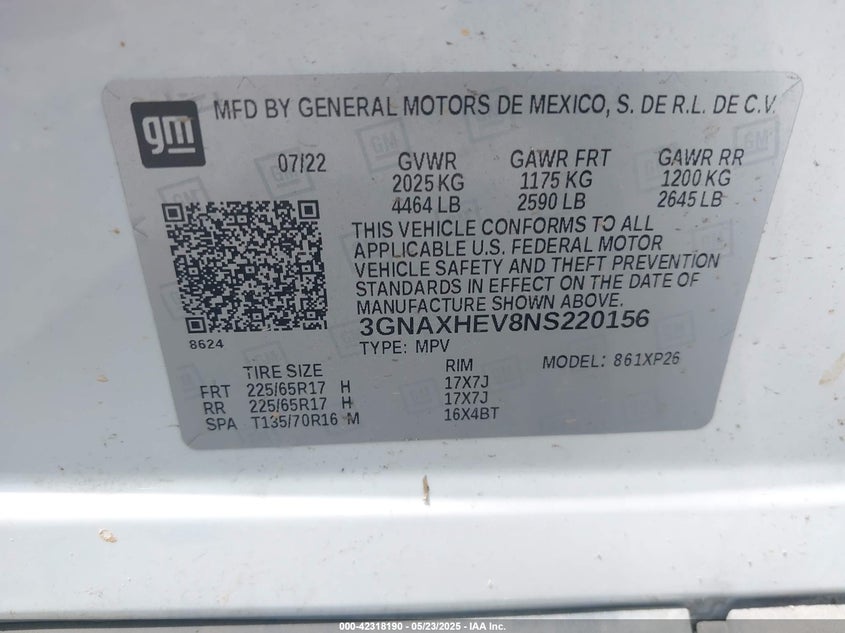 gm
MFD BY GENERAL MOTORS DE MEXICO, S. DE R.L. DE C.V.
07/22 GVWR GAWR FRT GAWR RR
2025 KG 1175 KG 1200 KG
4464 LB 2590 LB 2645 LB
THIS VEHICLE CONFORMS TO ALL
APPLICABLE U.S. FEDERAL MOTOR
VEHICLE SAFETY AND THEFT PREVENTION
STANDARDS IN EFFECT ON THE DATE OF
MANUFACTURE SHOWN ABOVE.
8624
3GNAXHEV8NS220156
TYPE: MPV MODEL: 861XP26
TIRE SIZE RIM
FRT 225/65R17 H 17X7J
RR 225/65R17 H 17X7J
SPA T135/70R16 M 16X4BT
000-42318190 - 05/23/2025 - IAA Inc.